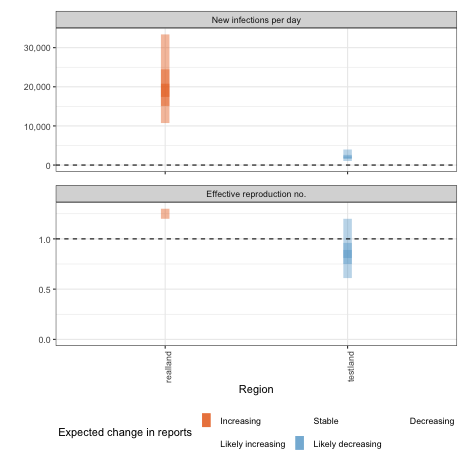 New infections per day
30,000
20,000
10,000
0
Effective reproduction no.
1.0
0.5
0.0
realland
testland
Region
Expected change in reports
Increasing
Stable
Decreasing
Likely increasing
Likely decreasing